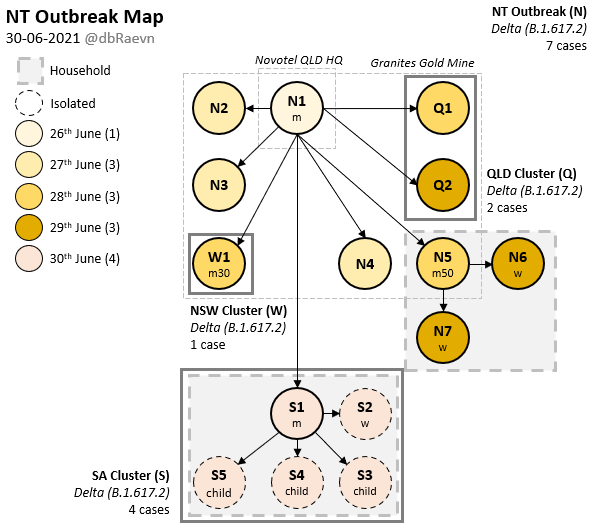 NT Outbreak Map
30-06-2021 @dbRaevn
Household
Isolated
26th June (1)
27th June (3)
28th June (3)
29th June (3)
30th June (4)
NT Outbreak (N)
Delta (B.1.617.2)
7 cases
Novotel QLD HQ
Granites Gold Mine
N2
N1
m
Q1
N3
Q2
QLD Cluster (Q)
Delta (B.1.617.2)
2 cases
W1
m30
N4
N5
m50
N6
w
NSW Cluster (W)
Delta (B.1.617.2)
1 case
N7
w
S1
m
S2
w
S5
child
S4
child
S3
child
SA Cluster (S)
Delta (B.1.617.2)
4 cases